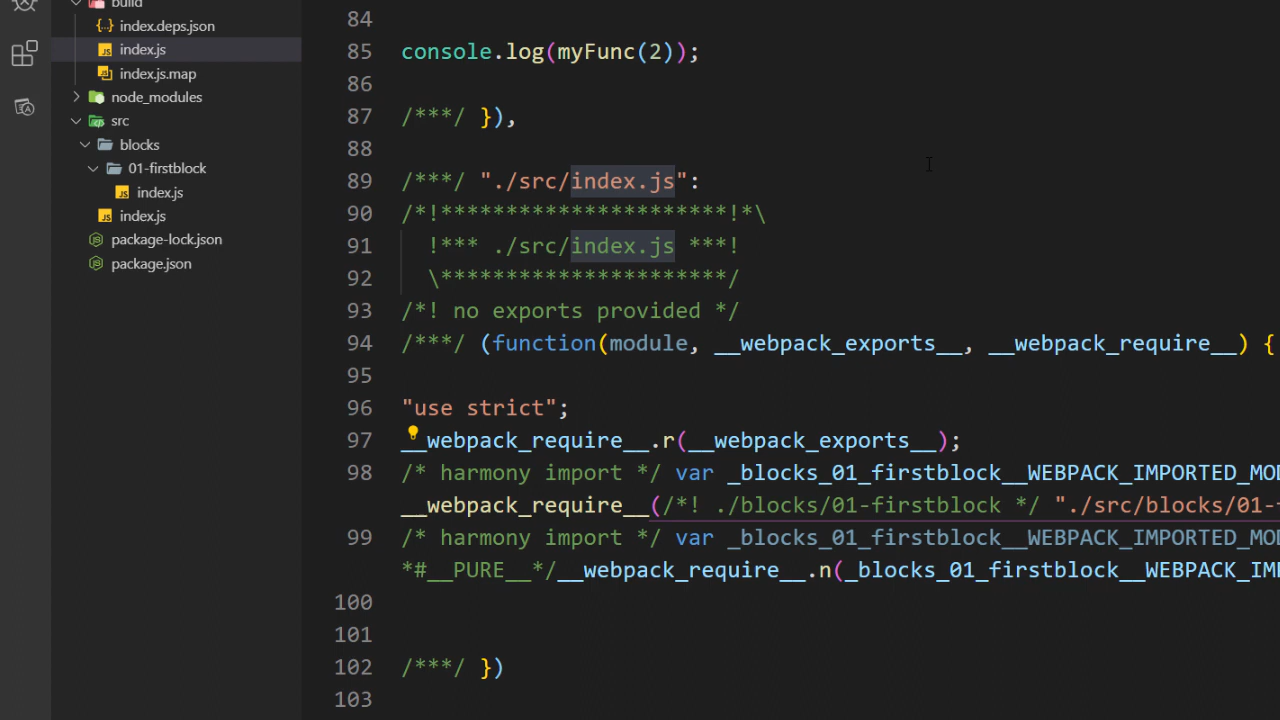 build
index.deps.json
index.js
index.js.map
node_modules
src
blocks
01-firstblock
index.js
index.js
package-lock.json
package.json
84
85 console.log(myFunc(2));
86
87 /***/ }),
88
89 /***/ "./src/index.js":
90 /*!**********************!*\
91 !*** ./src/index.js ***!
92 \**********************/
93 /*! no exports provided */
94 /***/ (function(module, __webpack_exports__, __webpack_require__) {
95
96 "use strict";
97 __webpack_require__.r(__webpack_exports__);
98 /* harmony import */ var _blocks_01_firstblock__WEBPACK_IMPORTED_MOD
__webpack_require__(/*! ./blocks/01-firstblock */ "./src/blocks/01-
99 /* harmony import */ var _blocks_01_firstblock__WEBPACK_IMPORTED_MOD
*#__PURE__*/__webpack_require__.n(_blocks_01_firstblock__WEBPACK_IM
100
101
102 /***/ })
103